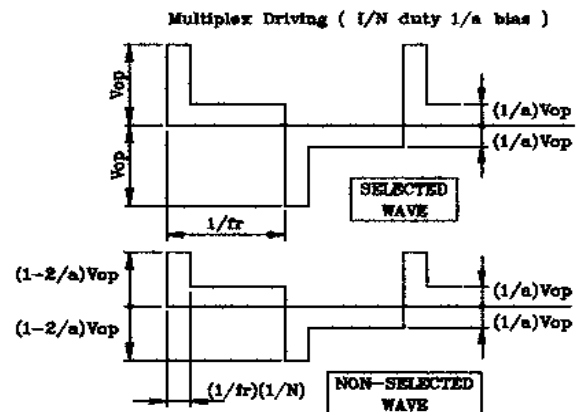 Multiplex Driving ( 1/N duty 1/a bias )
Vop
(1/a)Vop
(1/a)Vop
Vop
SELECTED
WAVE
1/fr
(1-2/a)Vop
(1/a)Vop
(1-2/a)Vop
(1/a)Vop
(1/fr)(1/N)
NON-SELECTED
WAVE